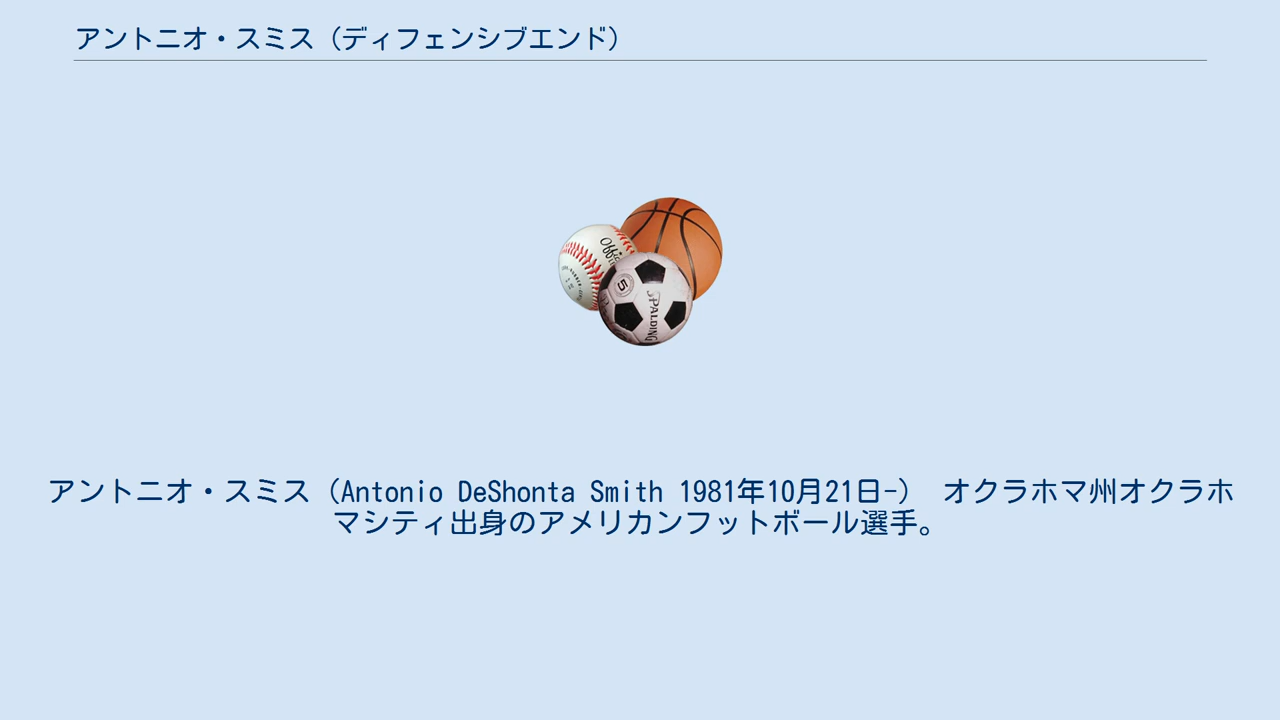 アントニオ・スミス（ディフェンシブエンド）
SPALDING
5
アントニオ・スミス（Antonio DeShonta Smith 1981年10月21日-） オクラホマ州オクラホ
マシティ出身のアメリカンフットボール選手。